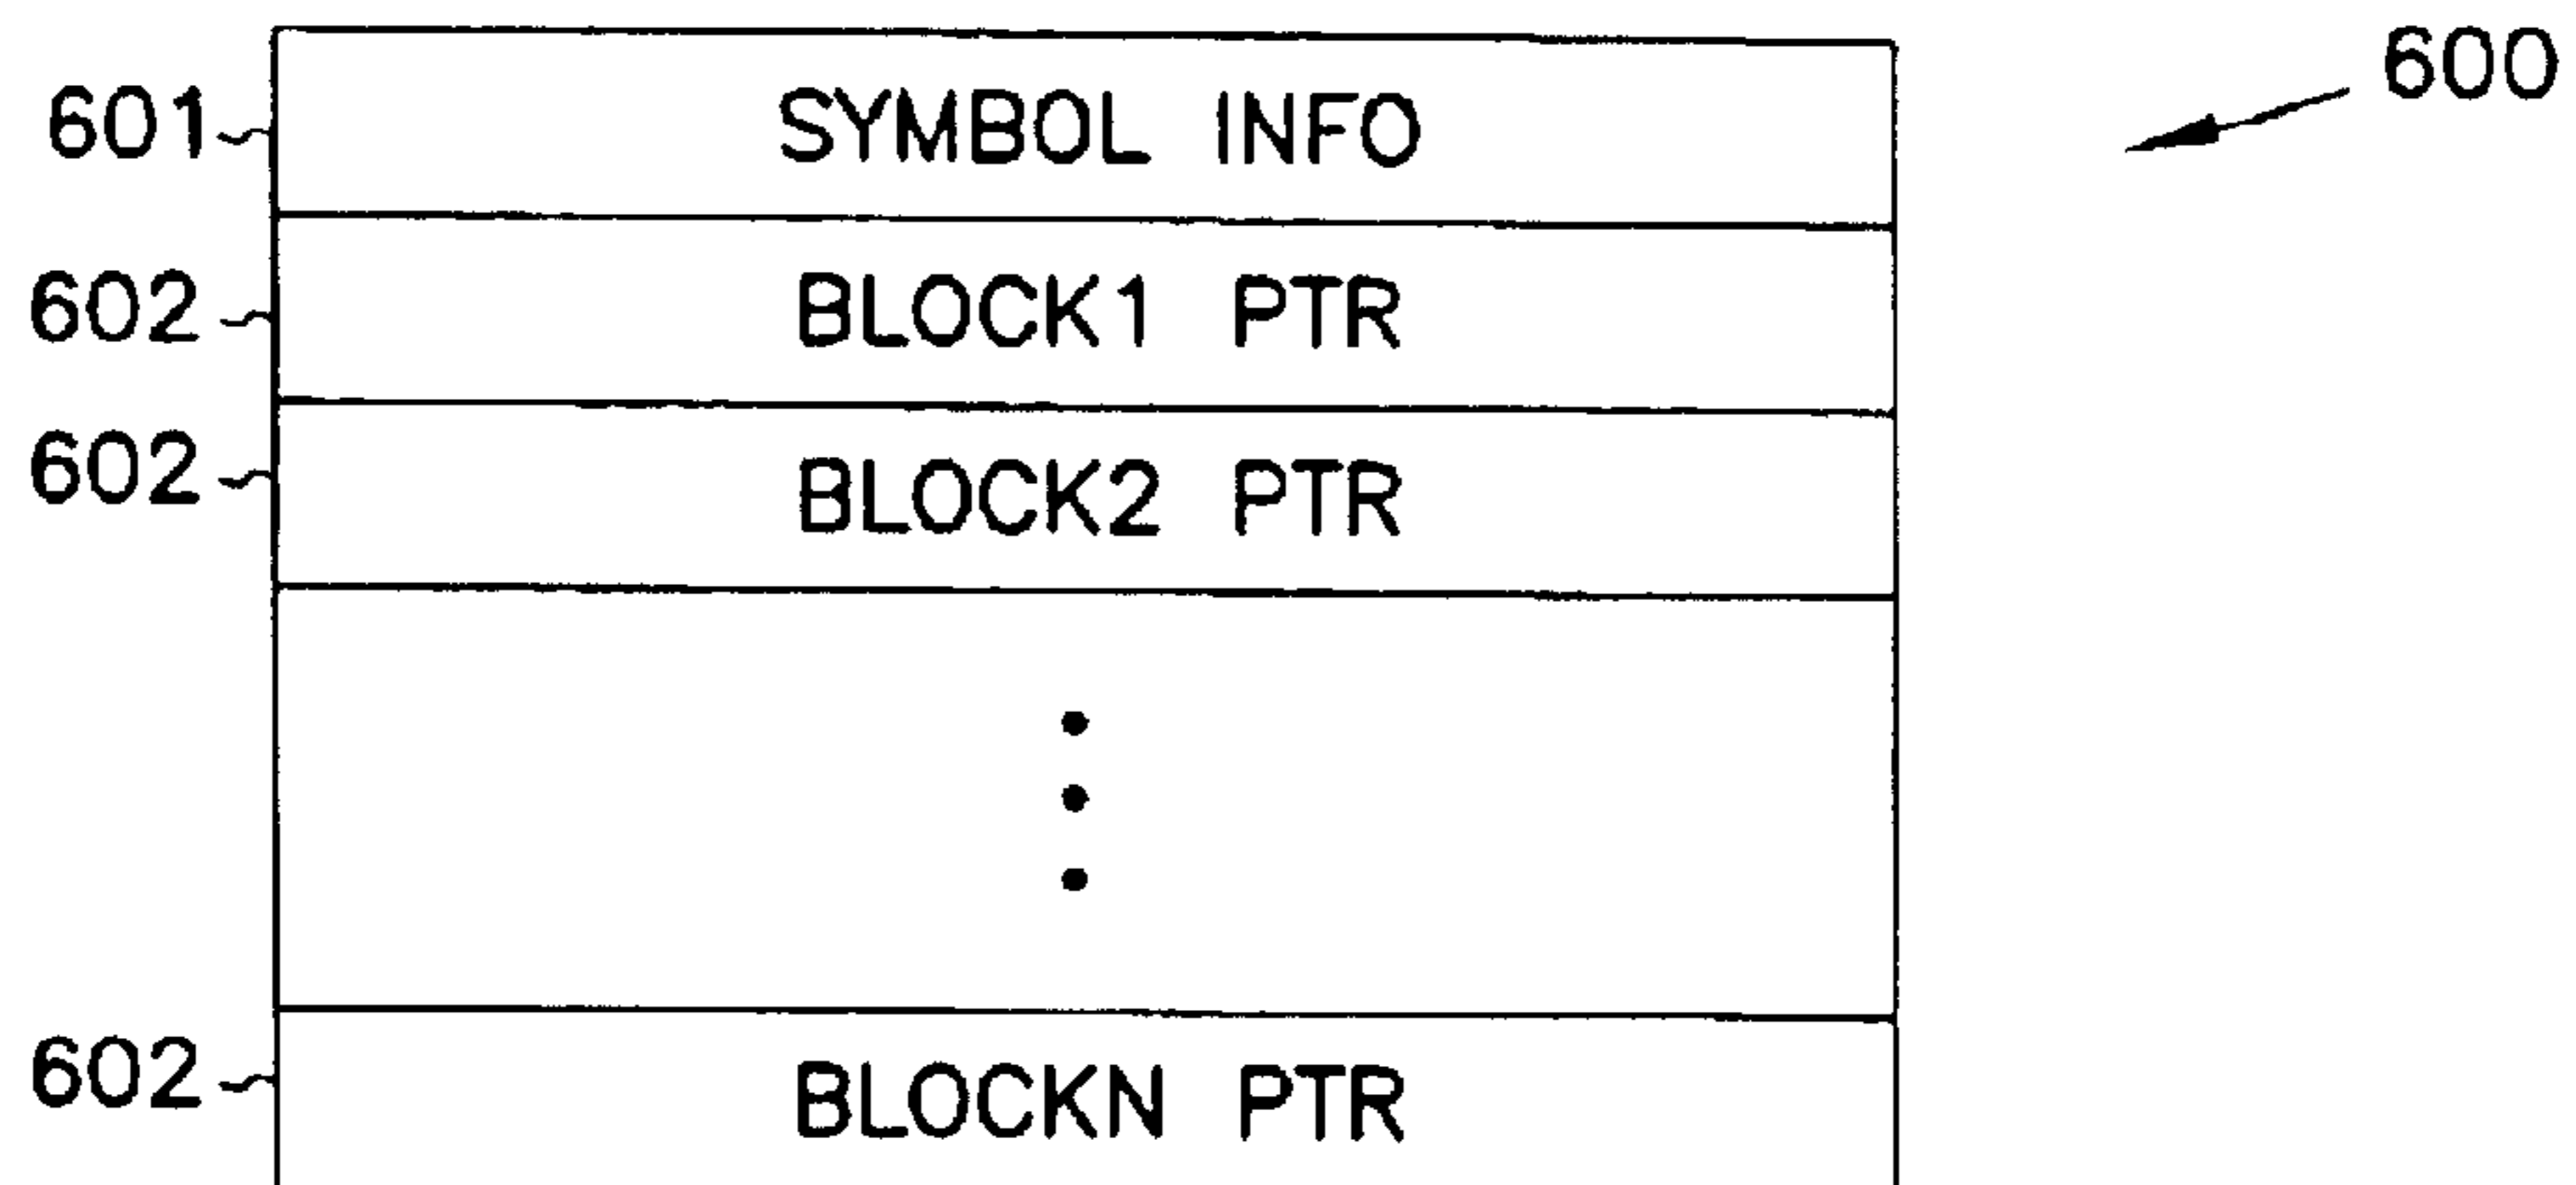 600
601 SYMBOL INFO
602 BLOCK1 PTR
602 BLOCK2 PTR
602 BLOCKN PTR